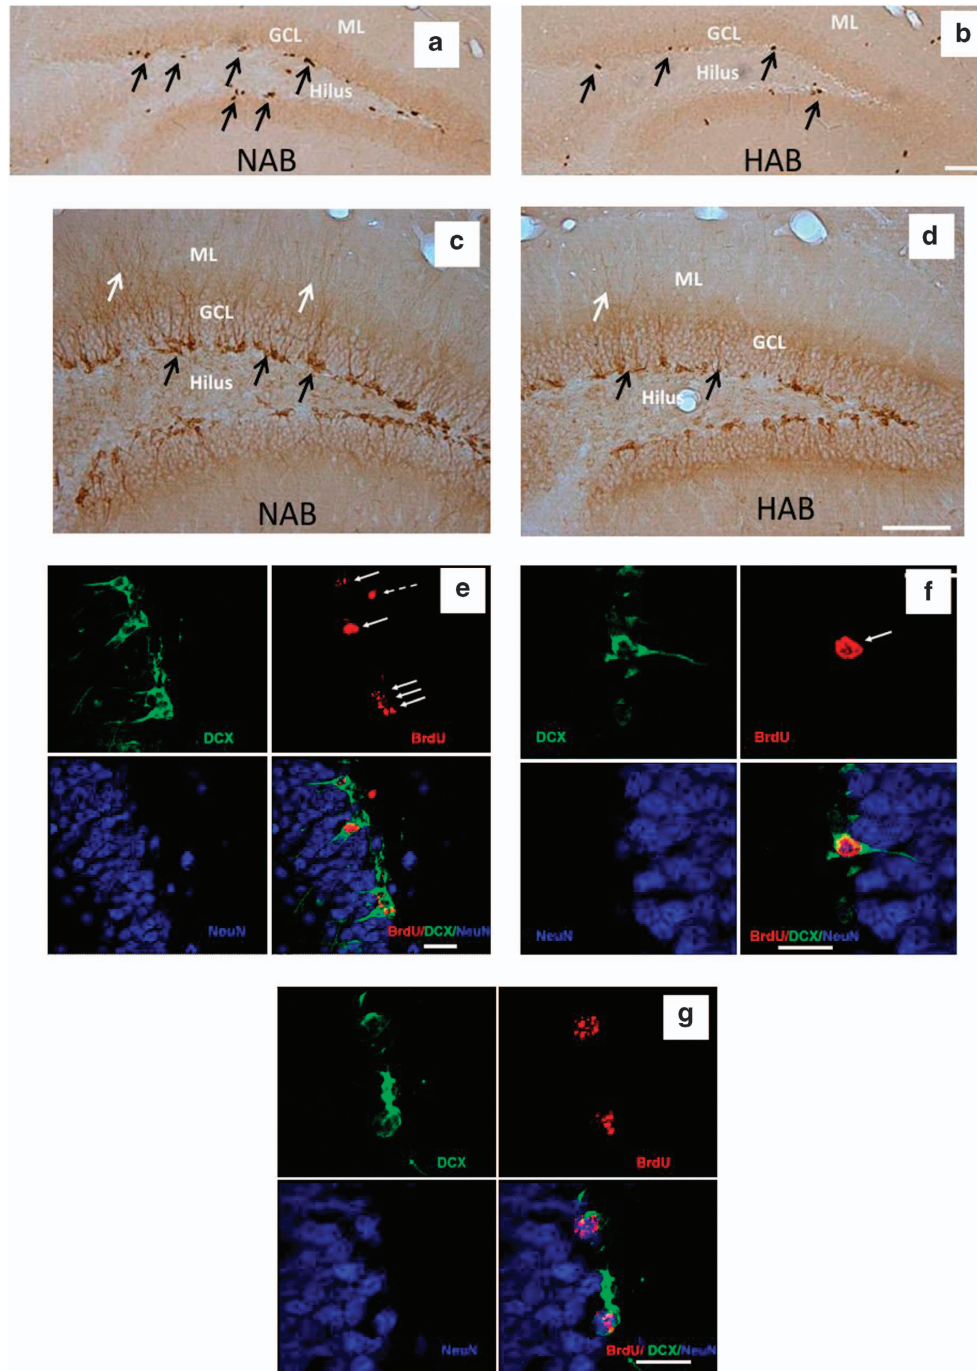 a
GCL
ML
Hilus
NAB
b
GCL
ML
Hilus
HAB
c
ML
GCL
Hilus
NAB
d
ML
GCL
Hilus
HAB
e
DCX
BrdU
NeuN
BrdU/DCX/NeuN
f
DCX
BrdU
NeuN
BrdU/DCX/NeuN
g
DCX
BrdU
NeuN
BrdU/ DCX/NeuN